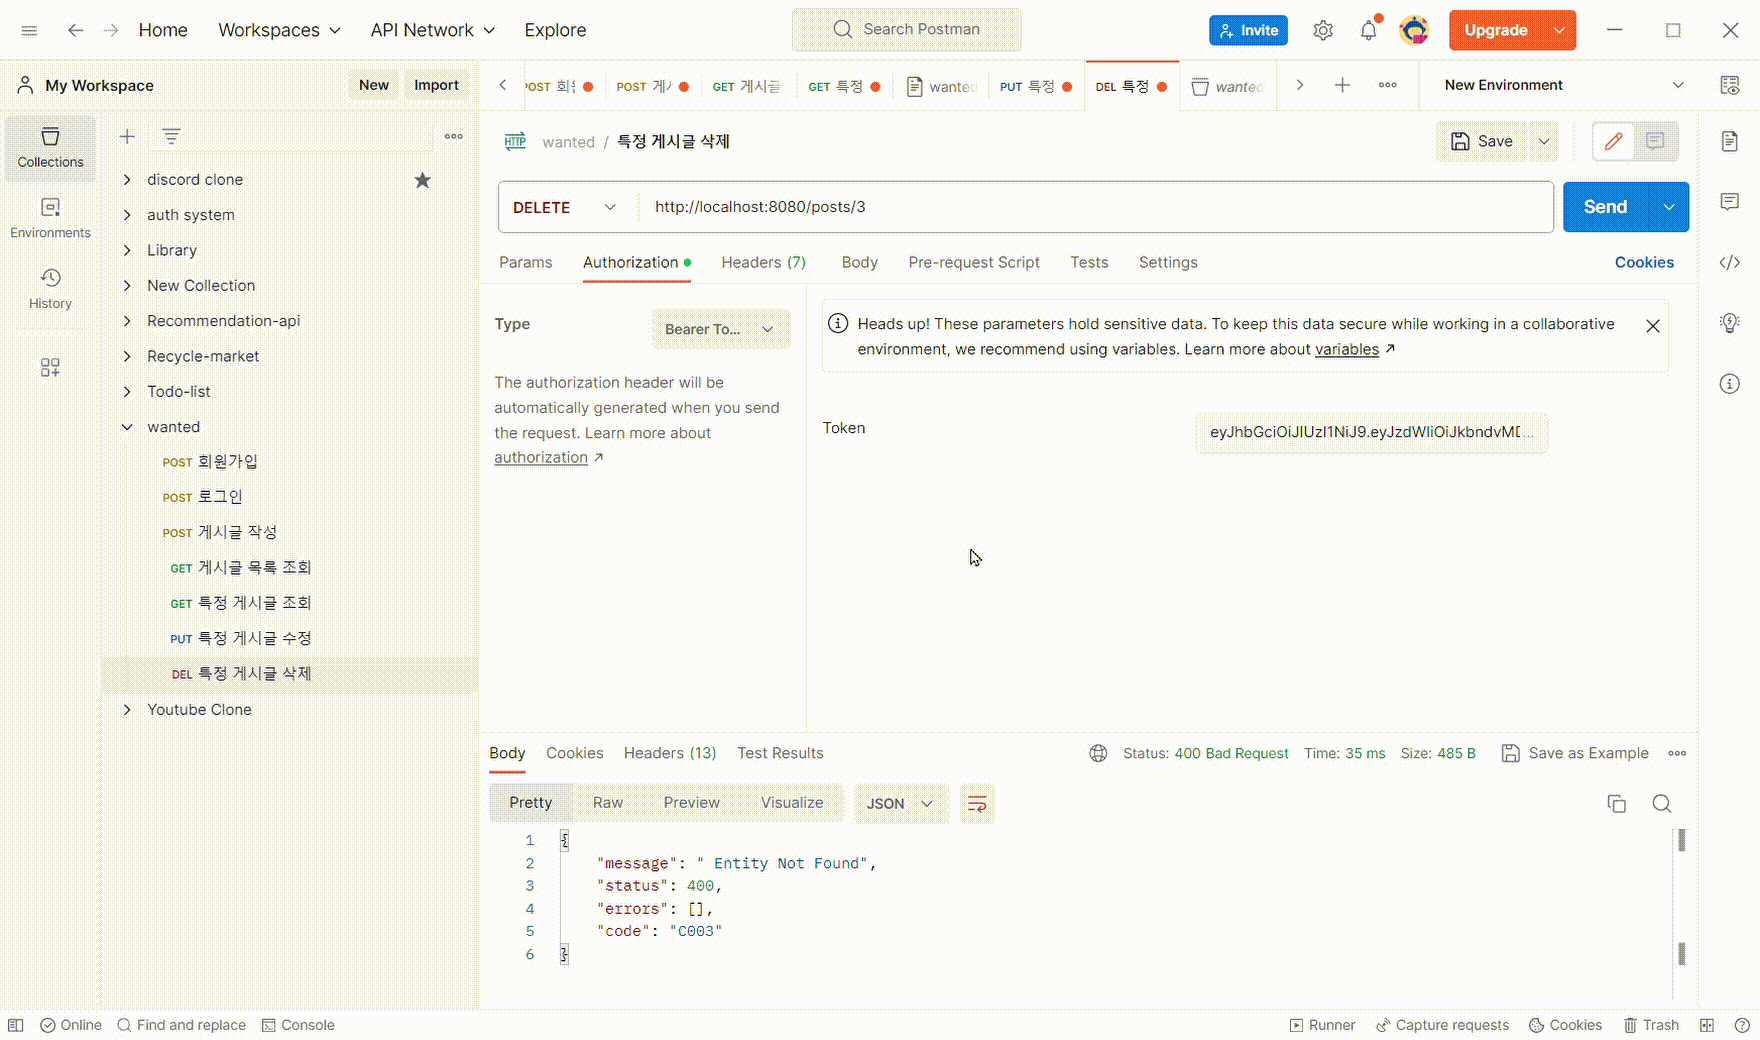 Home Workspaces API Network Explore Search Postman Invite Upgrade
My Workspace New Import
POST 게 GET 게시글 GET 특정 wanted PUT 특정 DEL 특정 wanted New Environment
Collections
Environments
History
discord clone
auth system
Library
New Collection
Recommendation-api
Recycle-market
Todo-list
wanted
POST 회원가입
POST 로그인
POST 게시글 작성
GET 게시글 목록 조회
GET 특정 게시글 조회
PUT 특정 게시글 수정
DEL 특정 게시글 삭제
Youtube Clone
HTTP wanted / 특정 게시글 삭제 Save
DELETE http://localhost:8080/posts/3 Send
Params Authorization Headers (7) Body Pre-request Script Tests Settings Cookies
Type Bearer To...
The authorization header will be
automatically generated when you send
the request. Learn more about
authorization ↗
Heads up! These parameters hold sensitive data. To keep this data secure while working in a collaborative
environment, we recommend using variables. Learn more about variables ↗
Token
Body Cookies Headers (13) Test Results Status: 400 Bad Request Time: 35 ms Size: 485 B Save as Example
Pretty Raw Preview Visualize JSON
1 {
2 "message": " Entity Not Found",
3 "status": 400,
4 "errors": [],
5 "code": "C003"
6 }
Online Find and replace Console Runner Capture requests Cookies Trash